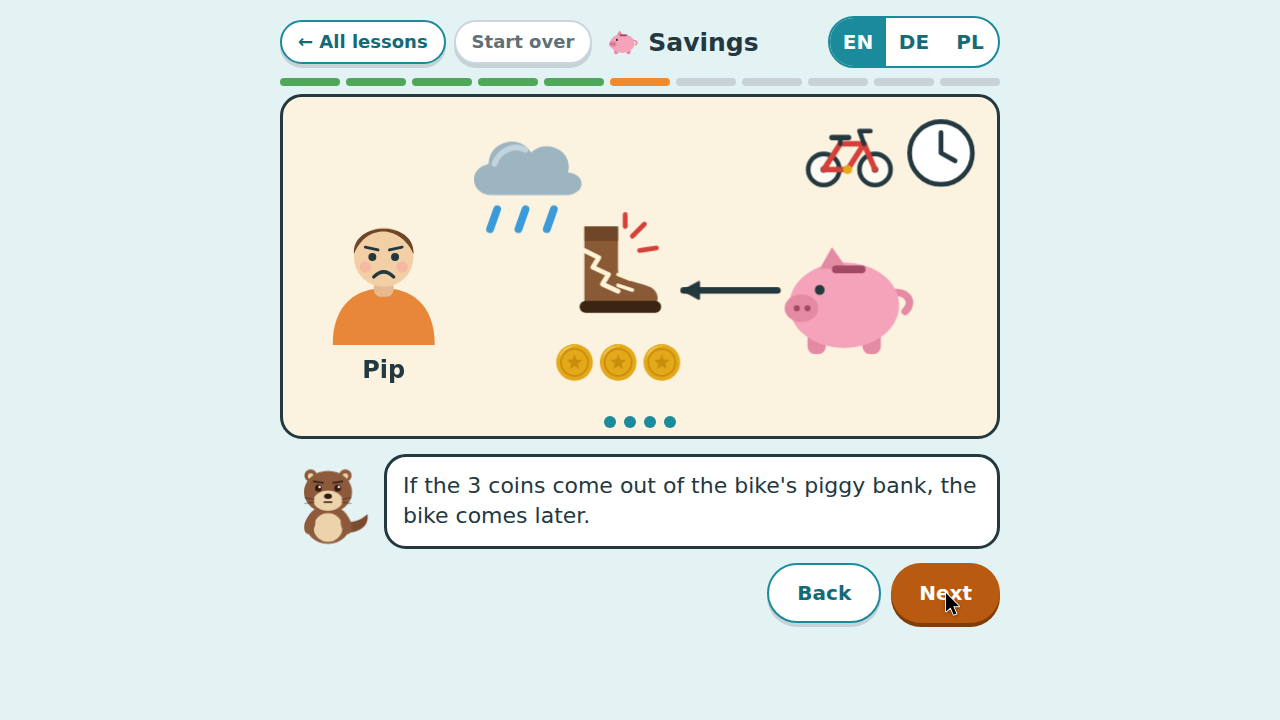 ← All lessons
Start over
Savings
EN DE PL
Pip
If the 3 coins come out of the bike's piggy bank, the
bike comes later.
Back
Next